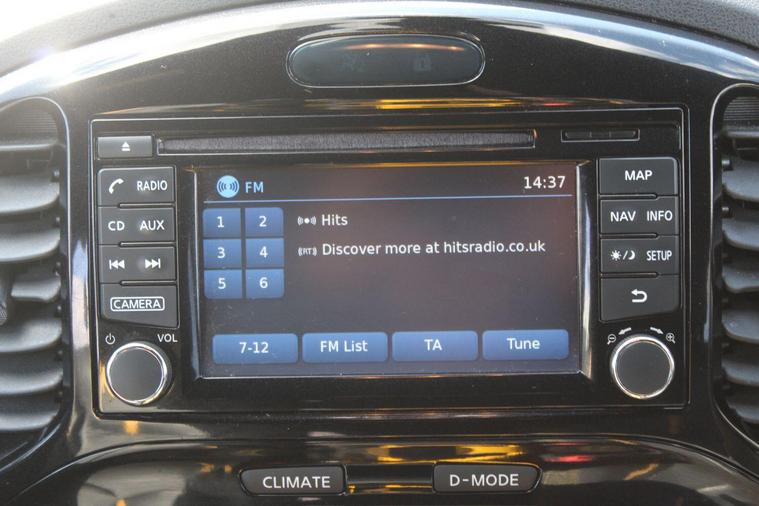 FM 14:37
1 2 Hits
3 4 Discover more at hitsradio.co.uk
5 6
7-12 FM List TA Tune
RADIO
CD AUX
CAMERA
VOL
MAP
NAV INFO
SETUP
CLIMATE D-MODE